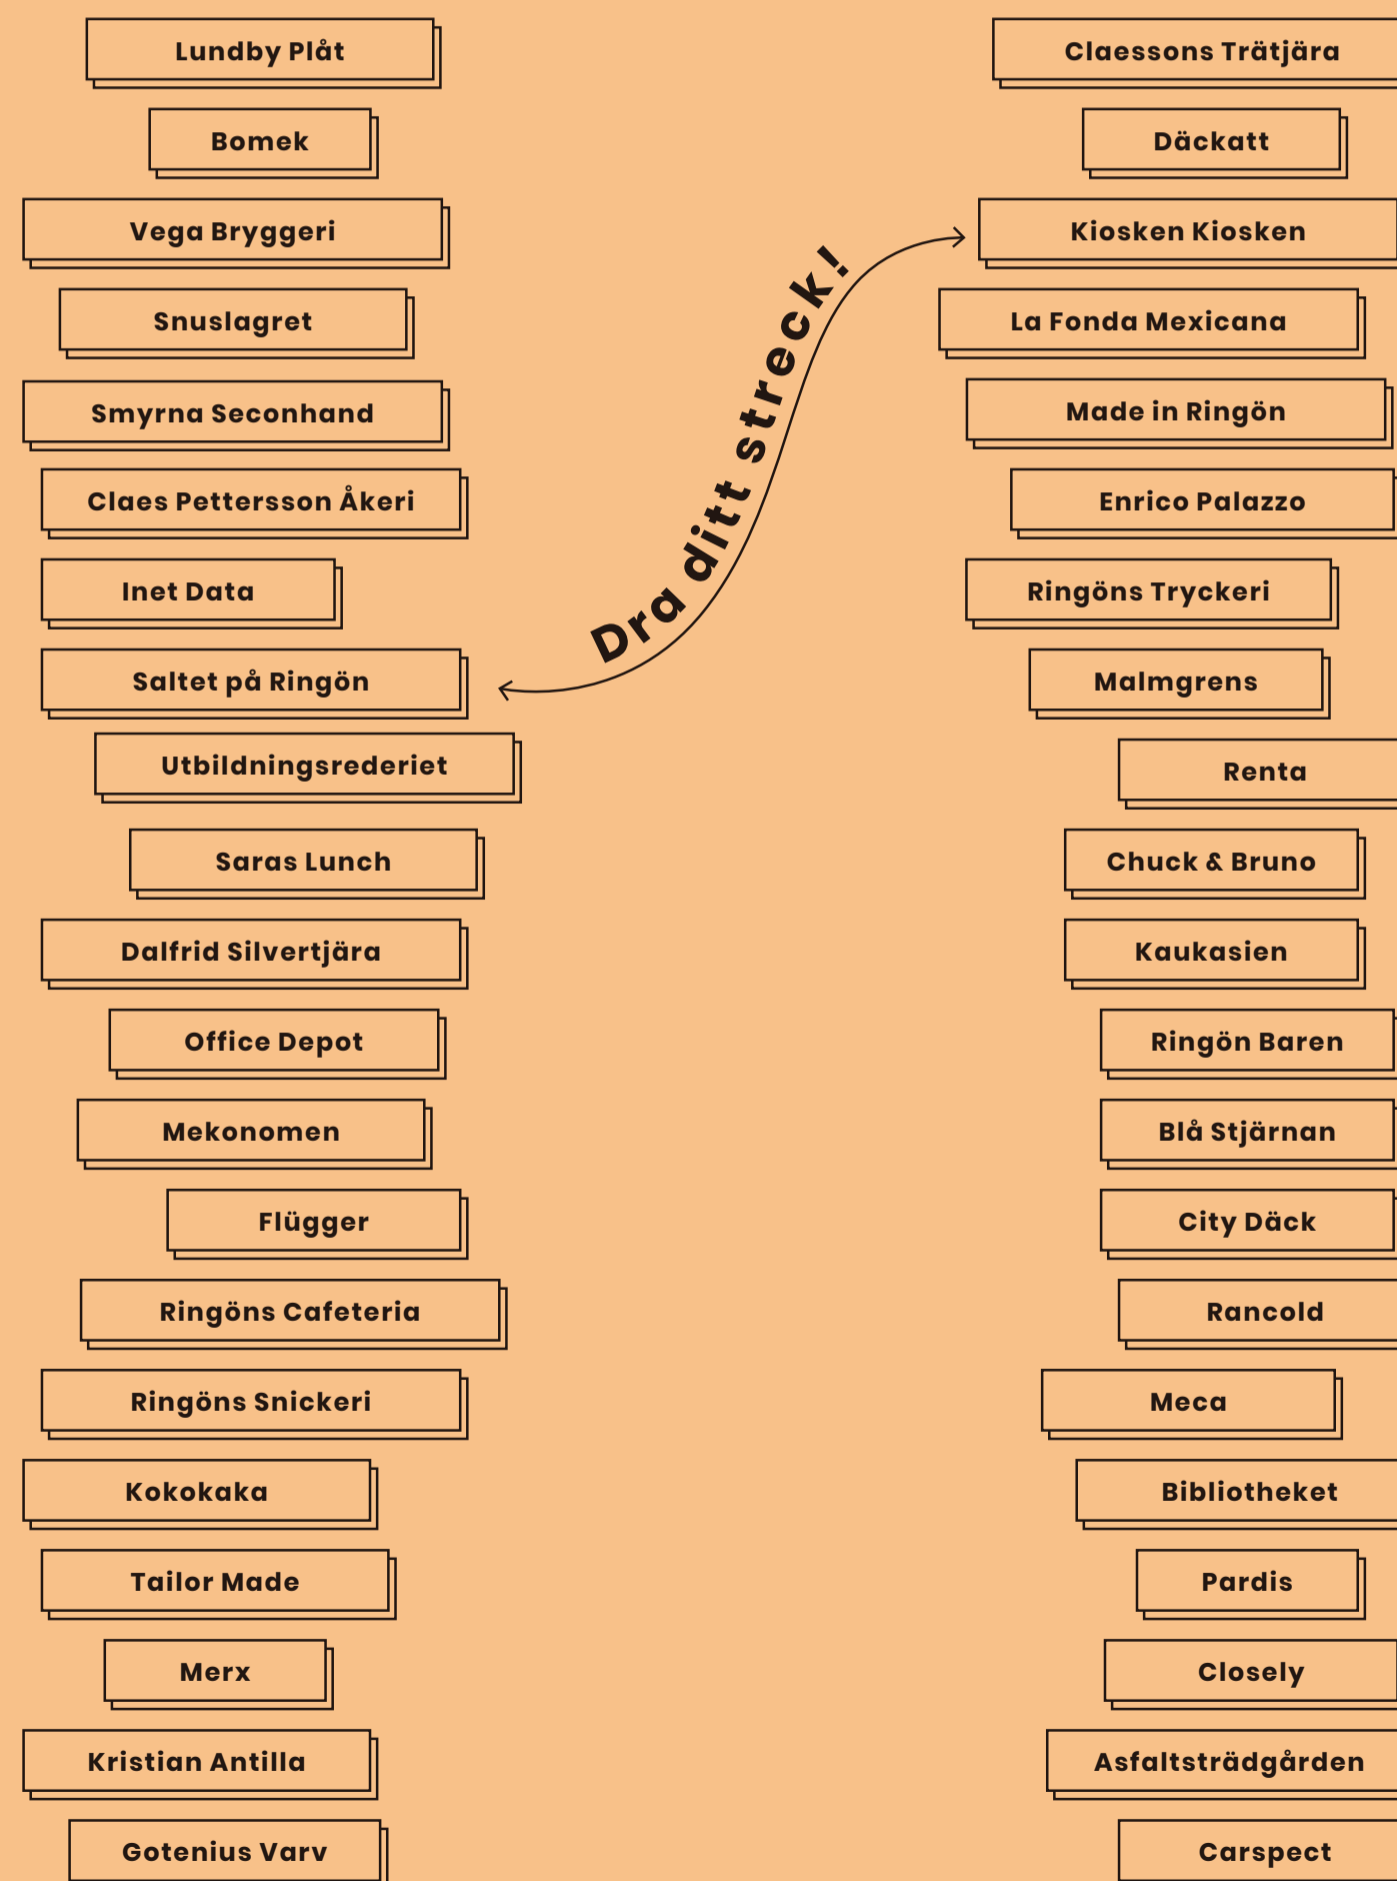 Lundby Plåt
Bomek
Vega Bryggeri
Snuslagret
Smyrna Seconhand
Claes Pettersson Åkeri
Inet Data
Saltet på Ringön
Utbildningsrederiet
Saras Lunch
Dalfrid Silvertjära
Office Depot
Mekonomen
Flügger
Ringöns Cafeteria
Ringöns Snickeri
Kokokaka
Tailor Made
Merx
Kristian Antilla
Gotenius Varv
Dra ditt streck!
Claessons Trätjära
Däckatt
Kiosken Kiosken
La Fonda Mexicana
Made in Ringön
Enrico Palazzo
Ringöns Tryckeri
Malmgrens
Renta
Chuck & Bruno
Kaukasien
Ringön Baren
Blå Stjärnan
City Däck
Rancold
Meca
Bibliotheket
Pardis
Closely
Asfaltsträdgården
Carspect